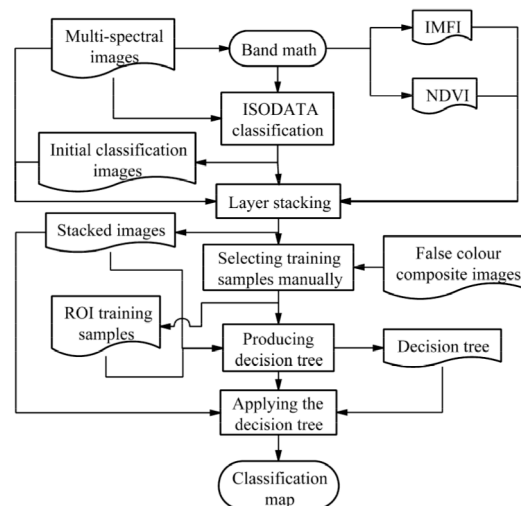 Multi-spectral
images
Band math
IMFI
NDVI
ISODATA
classification
Initial classification
images
Layer stacking
Stacked images
Selecting training
samples manually
False colour
composite images
ROI training
samples
Producing
decision tree
Decision tree
Applying the
decision tree
Classification
map